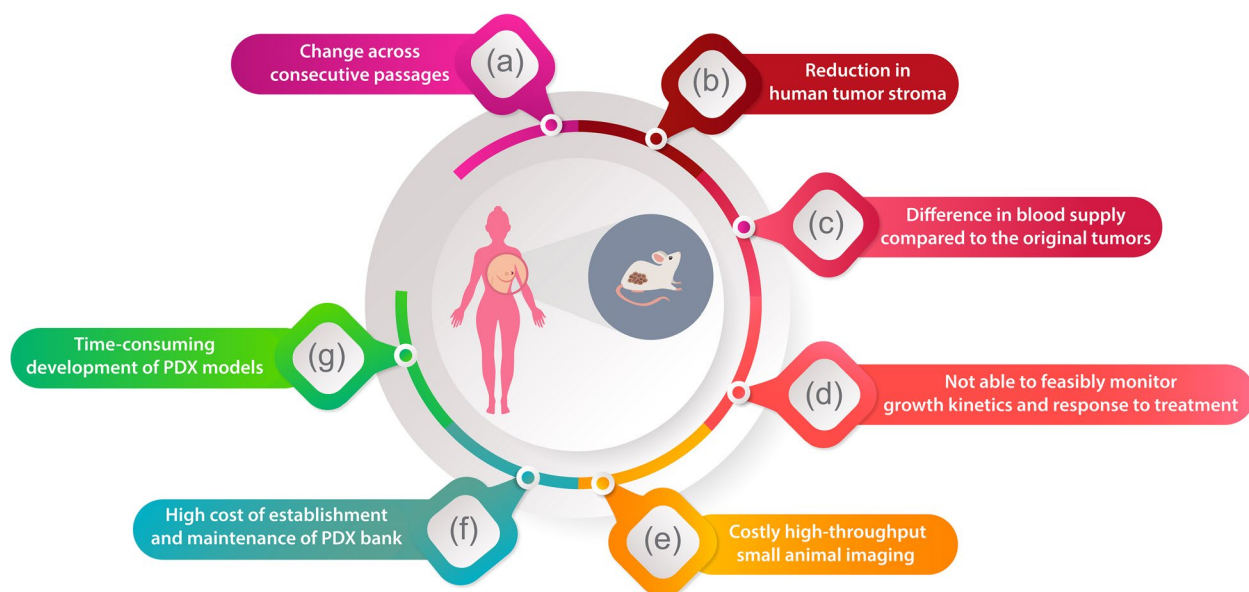 (a)
Change across
consecutive passages
(b)
Reduction in
human tumor stroma
(c)
Difference in blood supply
compared to the original tumors
(d)
Not able to feasibly monitor
growth kinetics and response to treatment
(e)
Costly high-throughput
small animal imaging
(f)
High cost of establishment
and maintenance of PDX bank
(g)
Time-consuming
development of PDX models